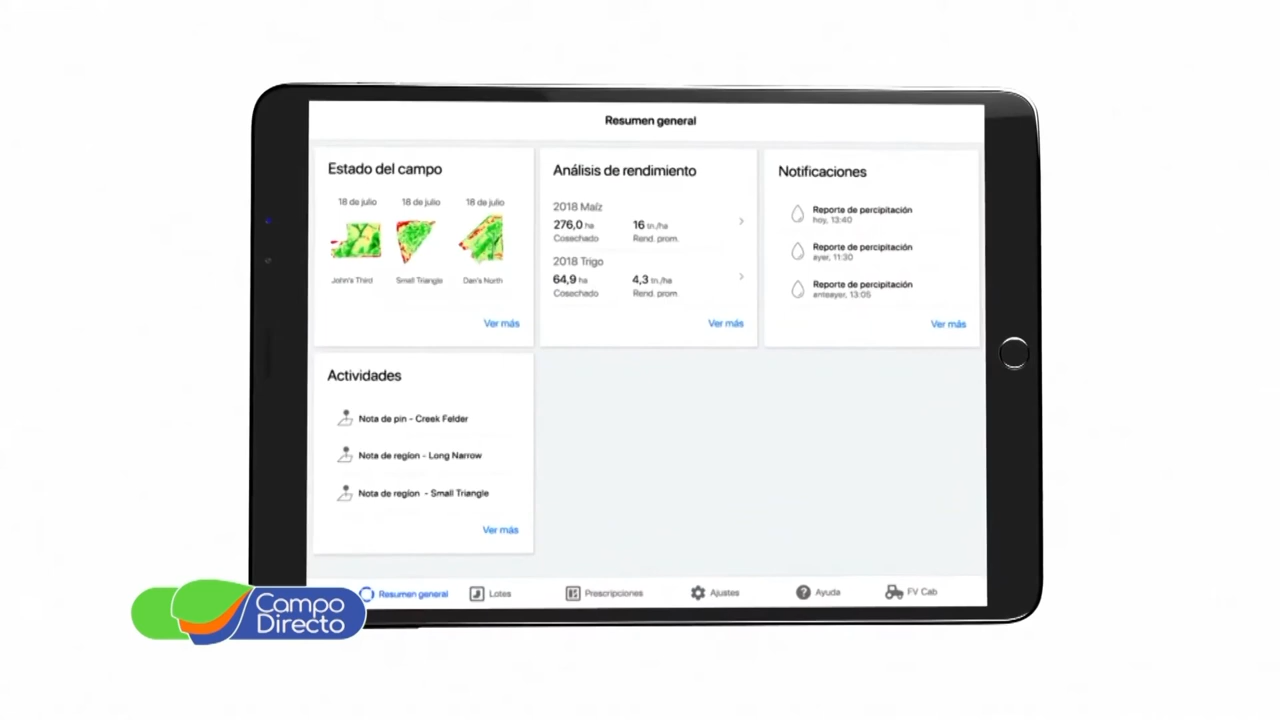 Resumen general
Estado del campo
18 de julio
18 de julio
18 de julio
John's Third
Small Triangle
Dan's North
Ver más
Análisis de rendimiento
2018 Maíz
276,0 ha
16 tn./ha
Cosechado
Rend. prom.
2018 Trigo
64,9 ha
4,3 tn./ha
Cosechado
Rend. prom.
Ver más
Notificaciones
Reporte de percipitación
hoy, 13:40
Reporte de percipitación
ayer, 11:30
Reporte de percipitación
anteayer, 13:05
Ver más
Actividades
Nota de pin - Creek Felder
Nota de regíon - Long Narrow
Nota de regíon - Small Triangle
Ver más
Resumen general
Lotes
Prescripciones
Ajustes
Ayuda
FV Cab
Campo
Directo